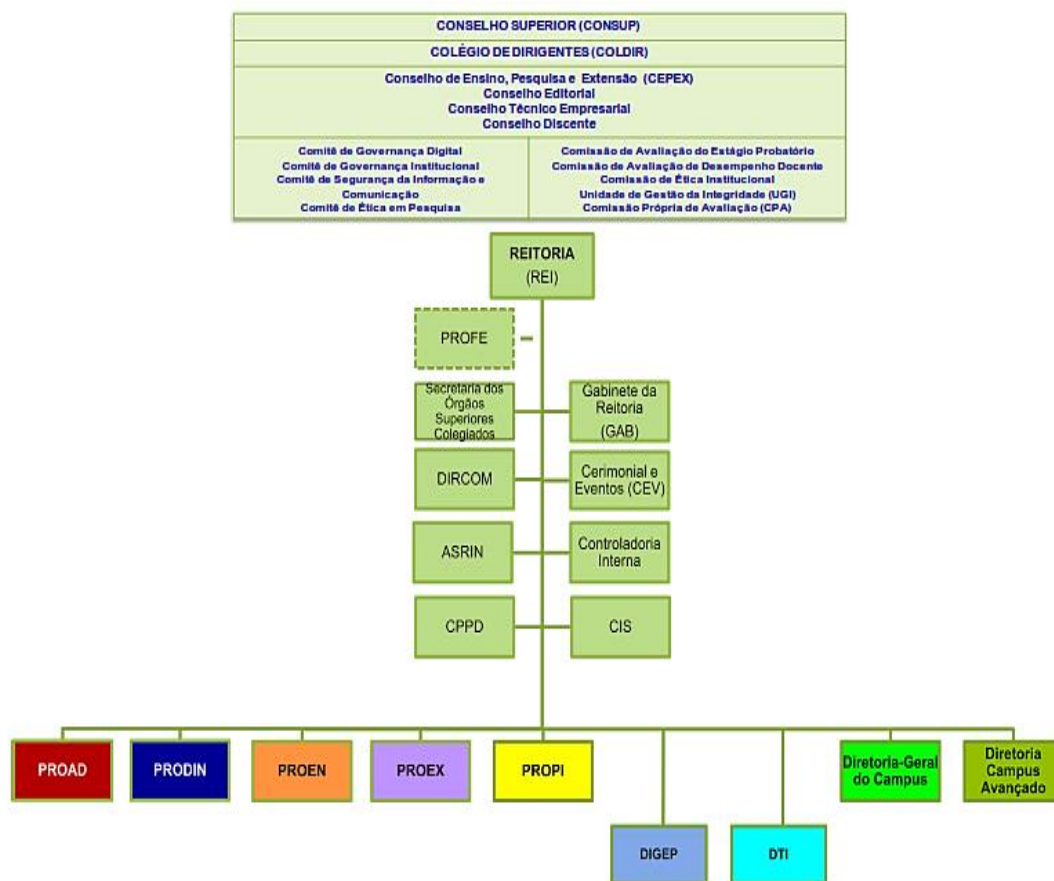 CONSELHO SUPERIOR (CONSUP)
COLÉGIO DE DIRIGENTES (COLDIR)
Conselho de Ensino, Pesquisa e Extensão (CEPEX)
Conselho Editorial
Conselho Técnico Empresarial
Conselho Discente
Comitê de Governança Digital
Comitê de Governança Institucional
Comitê de Segurança da Informação e
Comunicação
Comitê de Ética em Pesquisa
Comissão de Avaliação do Estágio Probatório
Comissão de Avaliação de Desempenho Docente
Comissão de Ética Institucional
Unidade de Gestão da Integridade (UGI)
Comissão Própria de Avaliação (CPA)
REITORIA
(REI)
PROFE
Secretaria dos
Órgãos
Superiores
Colegiados
Gabinete da
Reitoria
(GAB)
DIRCOM
Cerimonial e
Eventos (CEV)
ASRIN
Controladoria
Interna
CPPD
CIS
PROAD
PRODIN
PROEN
PROEX
PROPI
Diretoria-Geral
do Campus
Diretoria
Campus
Avançado
DIGEP
DTI